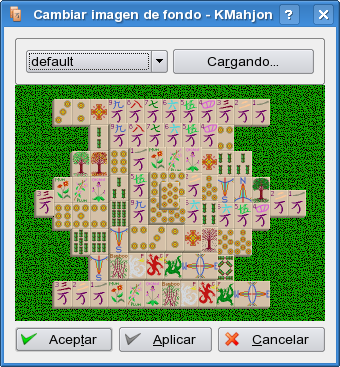 Cambiar imagen de fondo - KMahjon
default
Cargando...
Aceptar
Aplicar
Cancelar